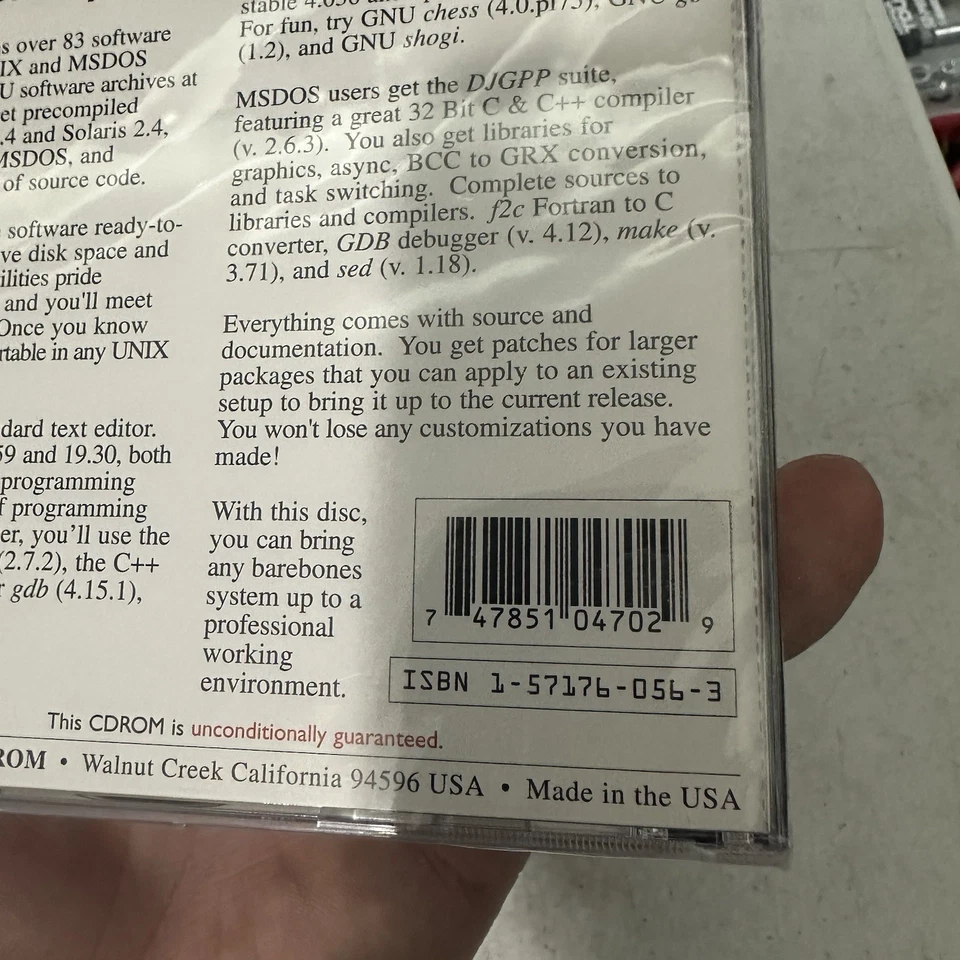 s over 83 software
IX and MSDOS
U software archives at
et precompiled
.4 and Solaris 2.4,
MSDOS, and
of source code.
software ready-to-
ve disk space and
ilities pride
and you'll meet
Once you know
rtable in any UNIX
dard text editor.
59 and 19.30, both
programming
f programming
er, you'll use the
(2.7.2), the C++
r gdb (4.15.1),
stable
For fun, try GNU chess (4.0.pl75), GNU go
(1.2), and GNU shogi.
MSDOS users get the DJGPP suite,
featuring a great 32 Bit C & C++ compiler
(v. 2.6.3). You also get libraries for
graphics, async, BCC to GRX conversion,
and task switching. Complete sources to
libraries and compilers. f2c Fortran to C
converter, GDB debugger (v. 4.12), make (v.
3.71), and sed (v. 1.18).
Everything comes with source and
documentation. You get patches for larger
packages that you can apply to an existing
setup to bring it up to the current release.
You won't lose any customizations you have
made!
With this disc,
you can bring
any barebones
system up to a
professional
working
environment.
7 47851 04702 9
ISBN 1-57176-056-3
This CDROM is unconditionally guaranteed.
ROM • Walnut Creek California 94596 USA • Made in the USA